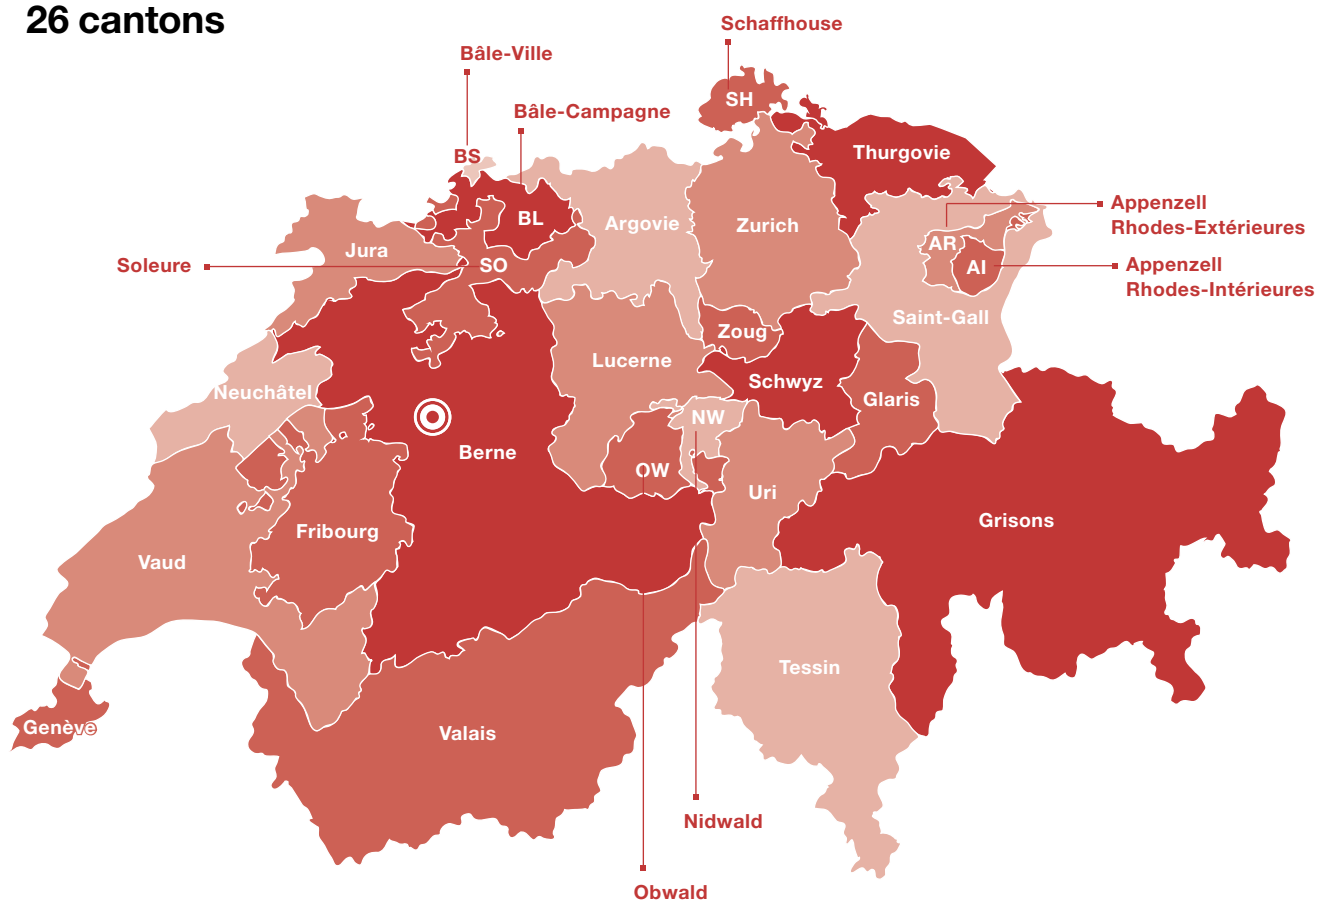 26 cantons
Schaffhouse
Bâle-Ville
SH
Bâle-Campagne
BS
Thurgovie
Appenzell
Rhodes-Extérieures
BL
Argovie
Zurich
Jura
AR
Soleure
SO
AI
Appenzell
Rhodes-Intérieures
Saint-Gall
Zoug
Lucerne
Schwyz
Neuchâtel
Glaris
NW
Berne
OW
Uri
Grisons
Fribourg
Vaud
Tessin
Genève
Valais
Nidwald
Obwald